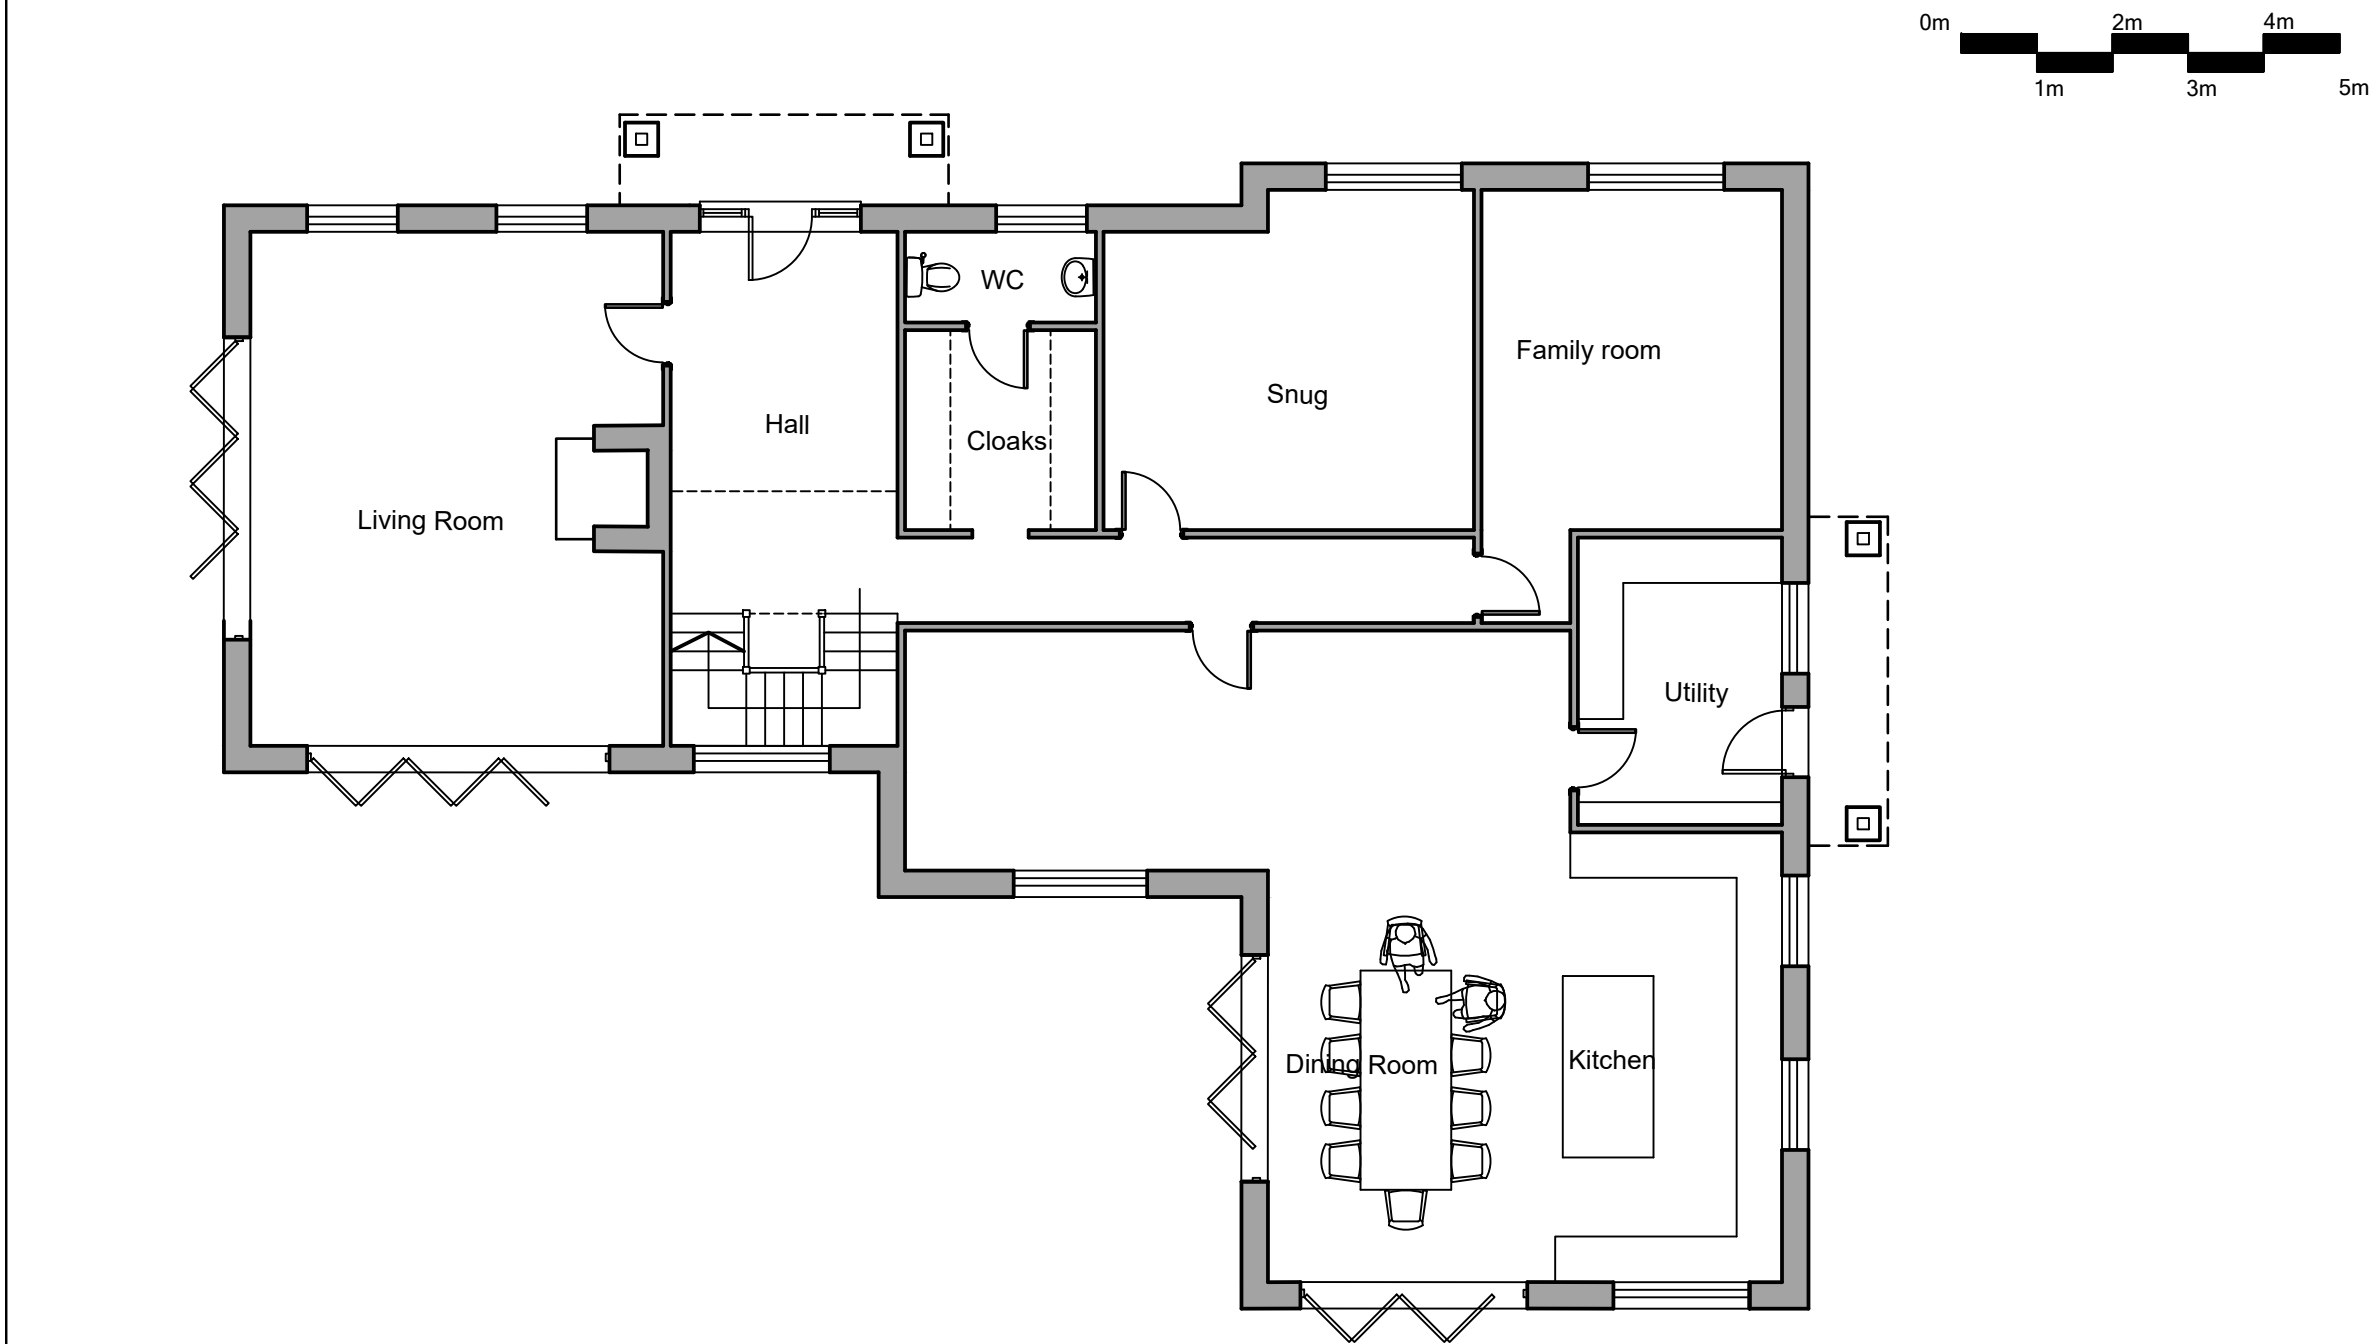 0m
2m
4m
1m
3m
5m
WC
Family room
Snug
Hall
Cloaks
Living Room
Utility
Dining Room
Kitchen